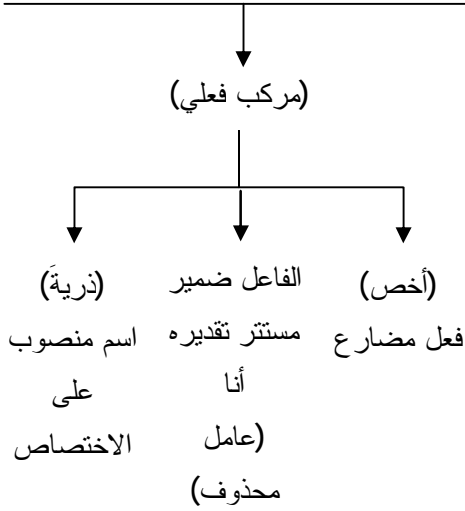 (مركب فعلي)
(أخص)
فعل مضارع
الفاعل ضمير
مستتر تقديره
أنا
(عامل
محذوف)
(ذريةَ)
اسم منصوب
على
الاختصاص